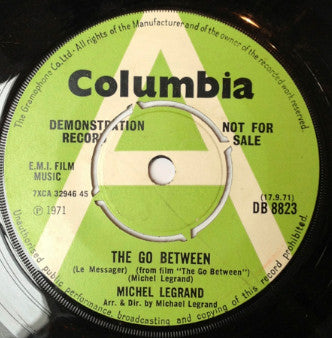 The Gramophone Co. Ltd. - All rights of the Manufacturer and of the owner of the recorded work reserved.
Unauthorised public performance, broadcasting and copying of this record prohibited.
Columbia
DEMONSTRATION
RECORD
NOT FOR
SALE
E.M.I. FILM
MUSIC
7XCA 32946 45
Ⓟ 1971
(17.9.71)
DB 8823
THE GO BETWEEN
(Le Messager) (from film "The Go Between")
(Michel Legrand)
MICHEL LEGRAND
Arr. & Dir. by Michael Legrand
A